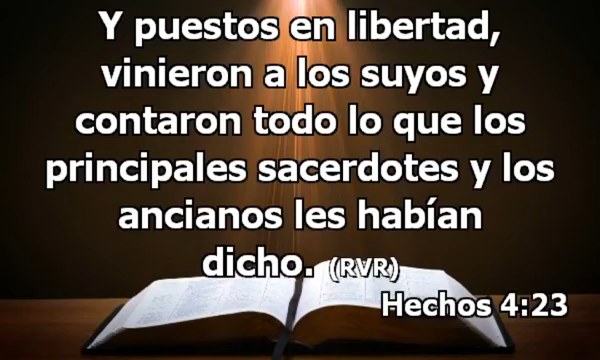 Y puestos en libertad,
vinieron a los suyos y
contaron todo lo que los
principales sacerdotes y los
ancianos les habían
dicho. (RVR)
Hechos 4:23